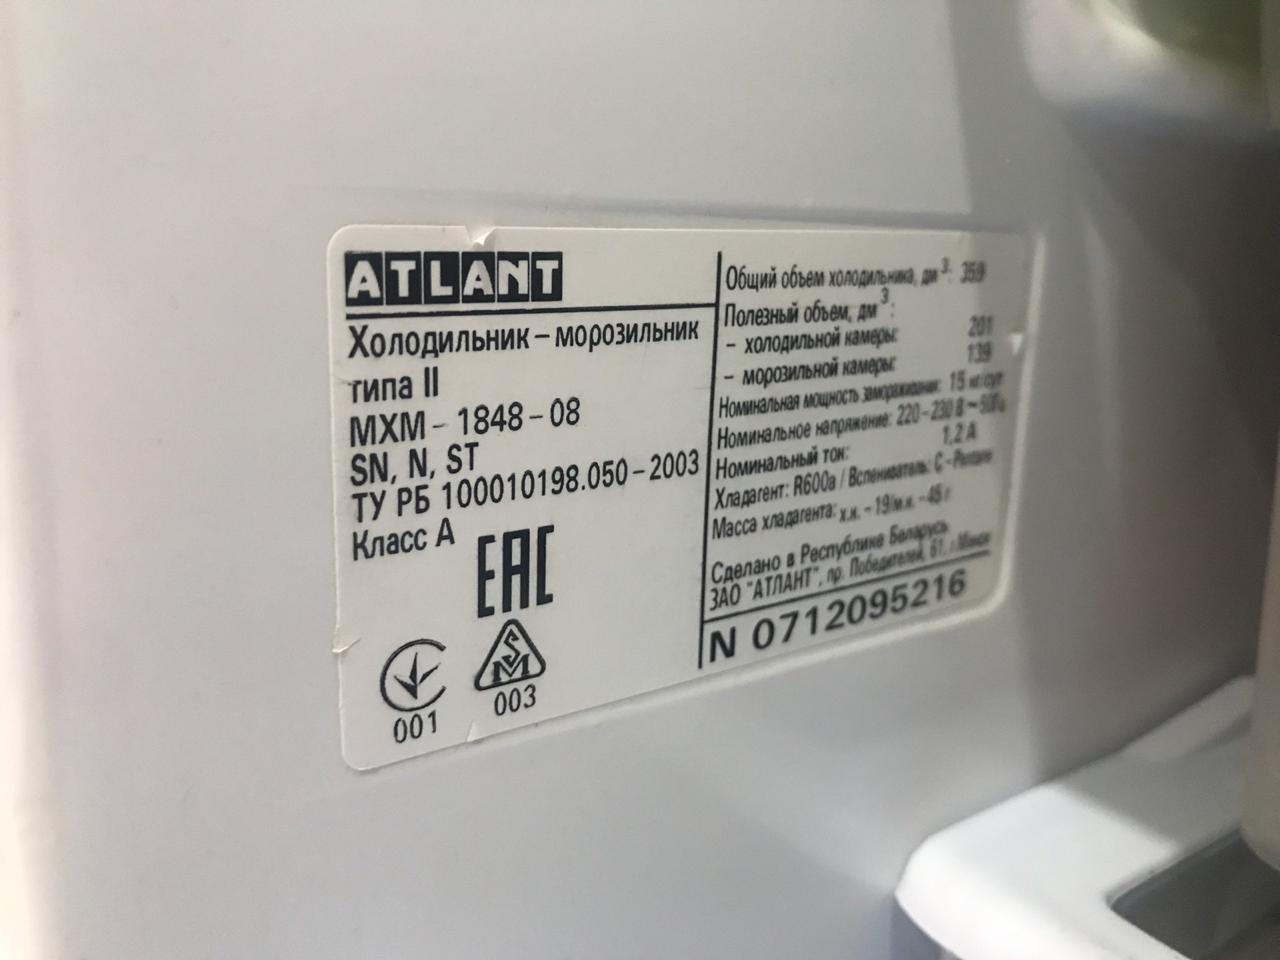 ATLANT
Холодильник – морозильник
типа II
МХМ – 1848 – 08
SN, N, ST
ТУ РБ 100010198.050 – 2003
Класс А
ЕАС
001
SM
003
Общий объем холодильника, дм³: 359
Полезный объем, дм³:
– холодильной камеры: 201
– морозильной камеры: 139
Номинальная мощность замораживания: 15 кг/сут
Номинальное напряжение: 220 – 230 В ~ 50Гц
Номинальный ток: 1,2 А
Хладагент: R600a / Вспениватель: C – Pentane
Масса хладагента: х.к. – 19/м.к. – 45 г
Сделано в Республике Беларусь
ЗАО "АТЛАНТ", пр. Победителей, 61, г. Минск
N 0712095216